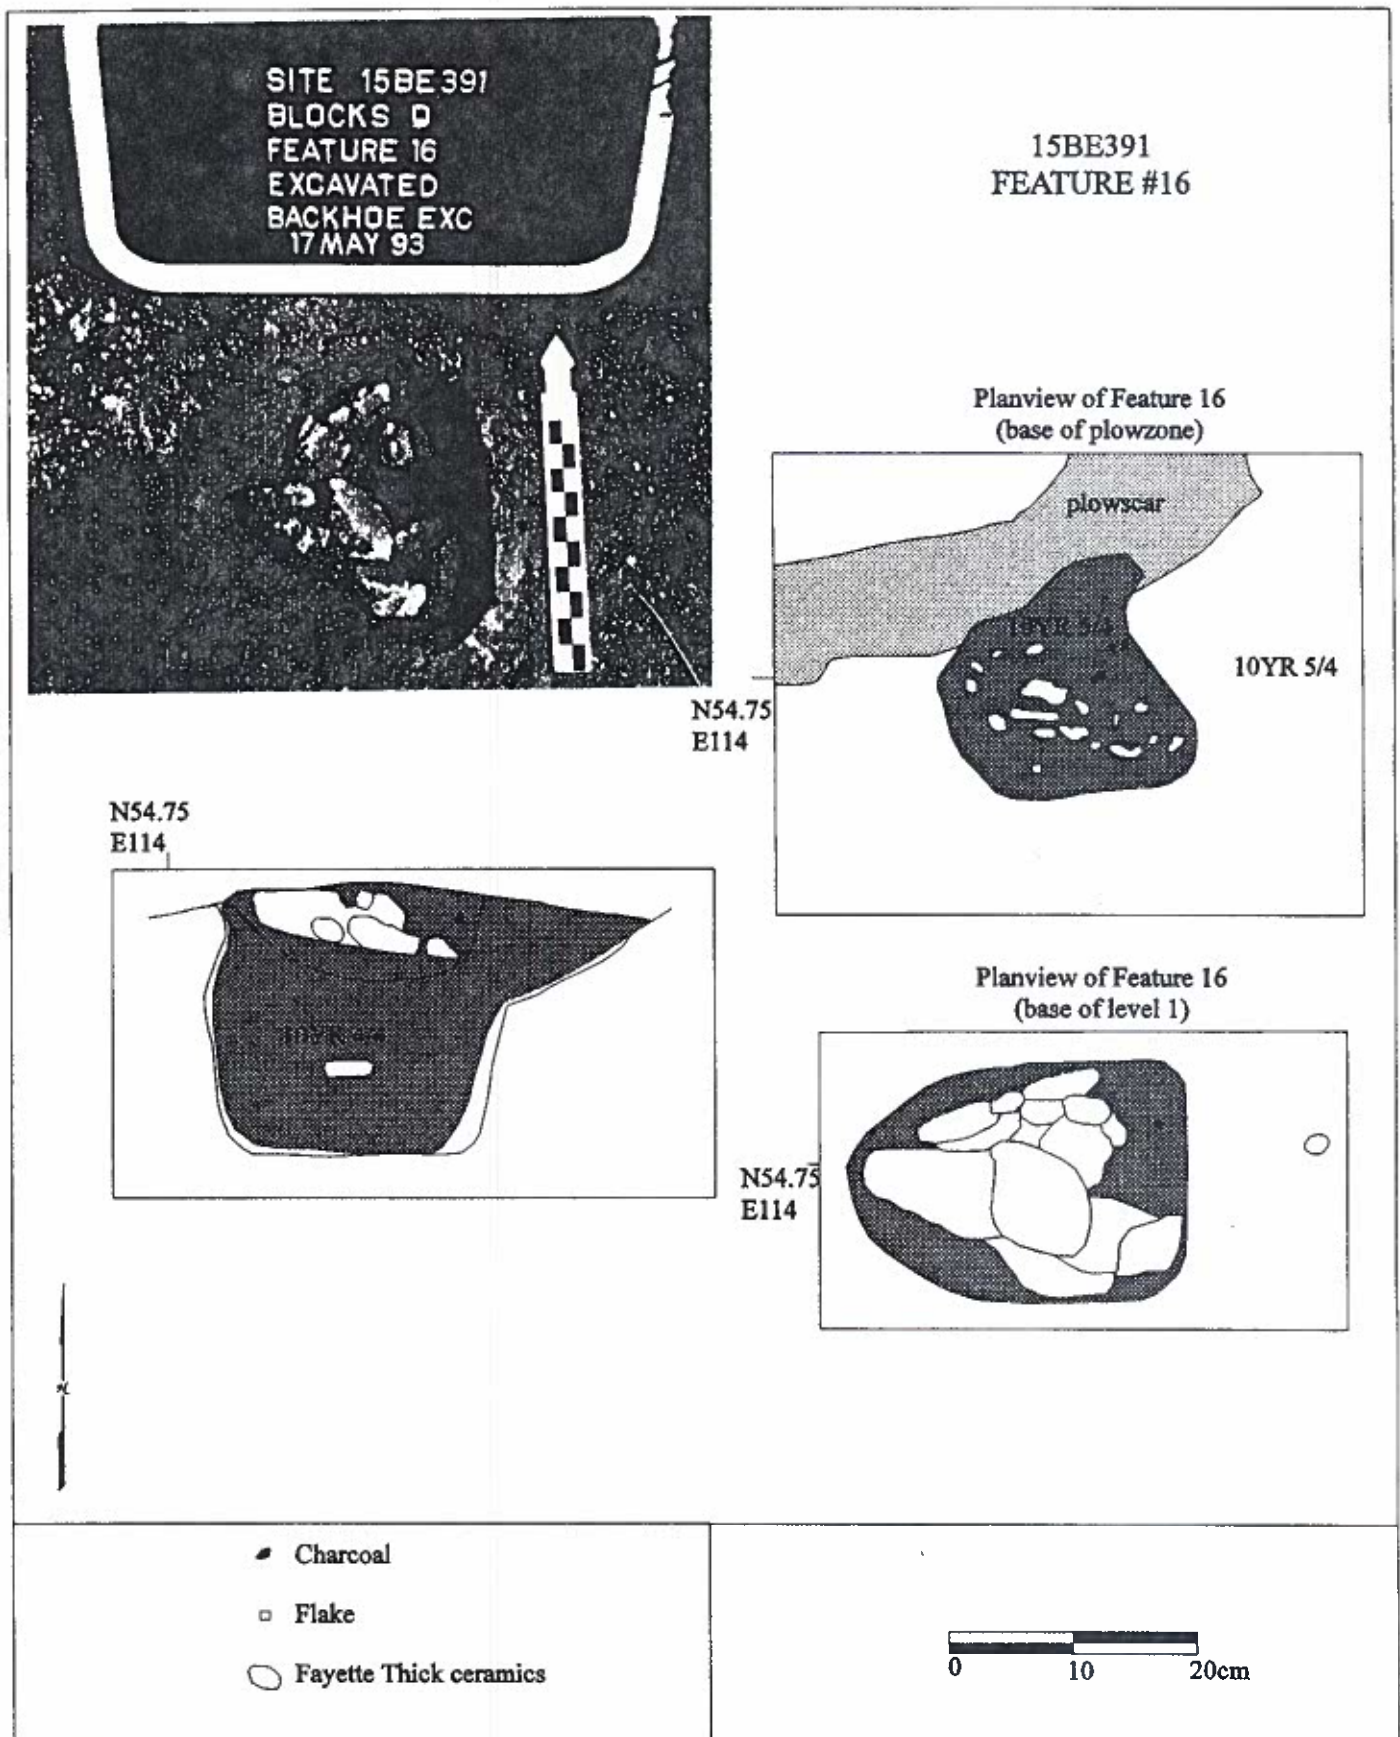 SITE 15BE391
BLOCKS D
FEATURE 16
EXCAVATED
BACKHOE EXC
17 MAY 93
15BE391
FEATURE #16
Planview of Feature 16
(base of plowzone)
plowscar
10YR 5/4
N54.75
E114
N54.75
E114
Planview of Feature 16
(base of level 1)
N54.75
E114
Charcoal
Flake
Fayette Thick ceramics
0 10 20cm